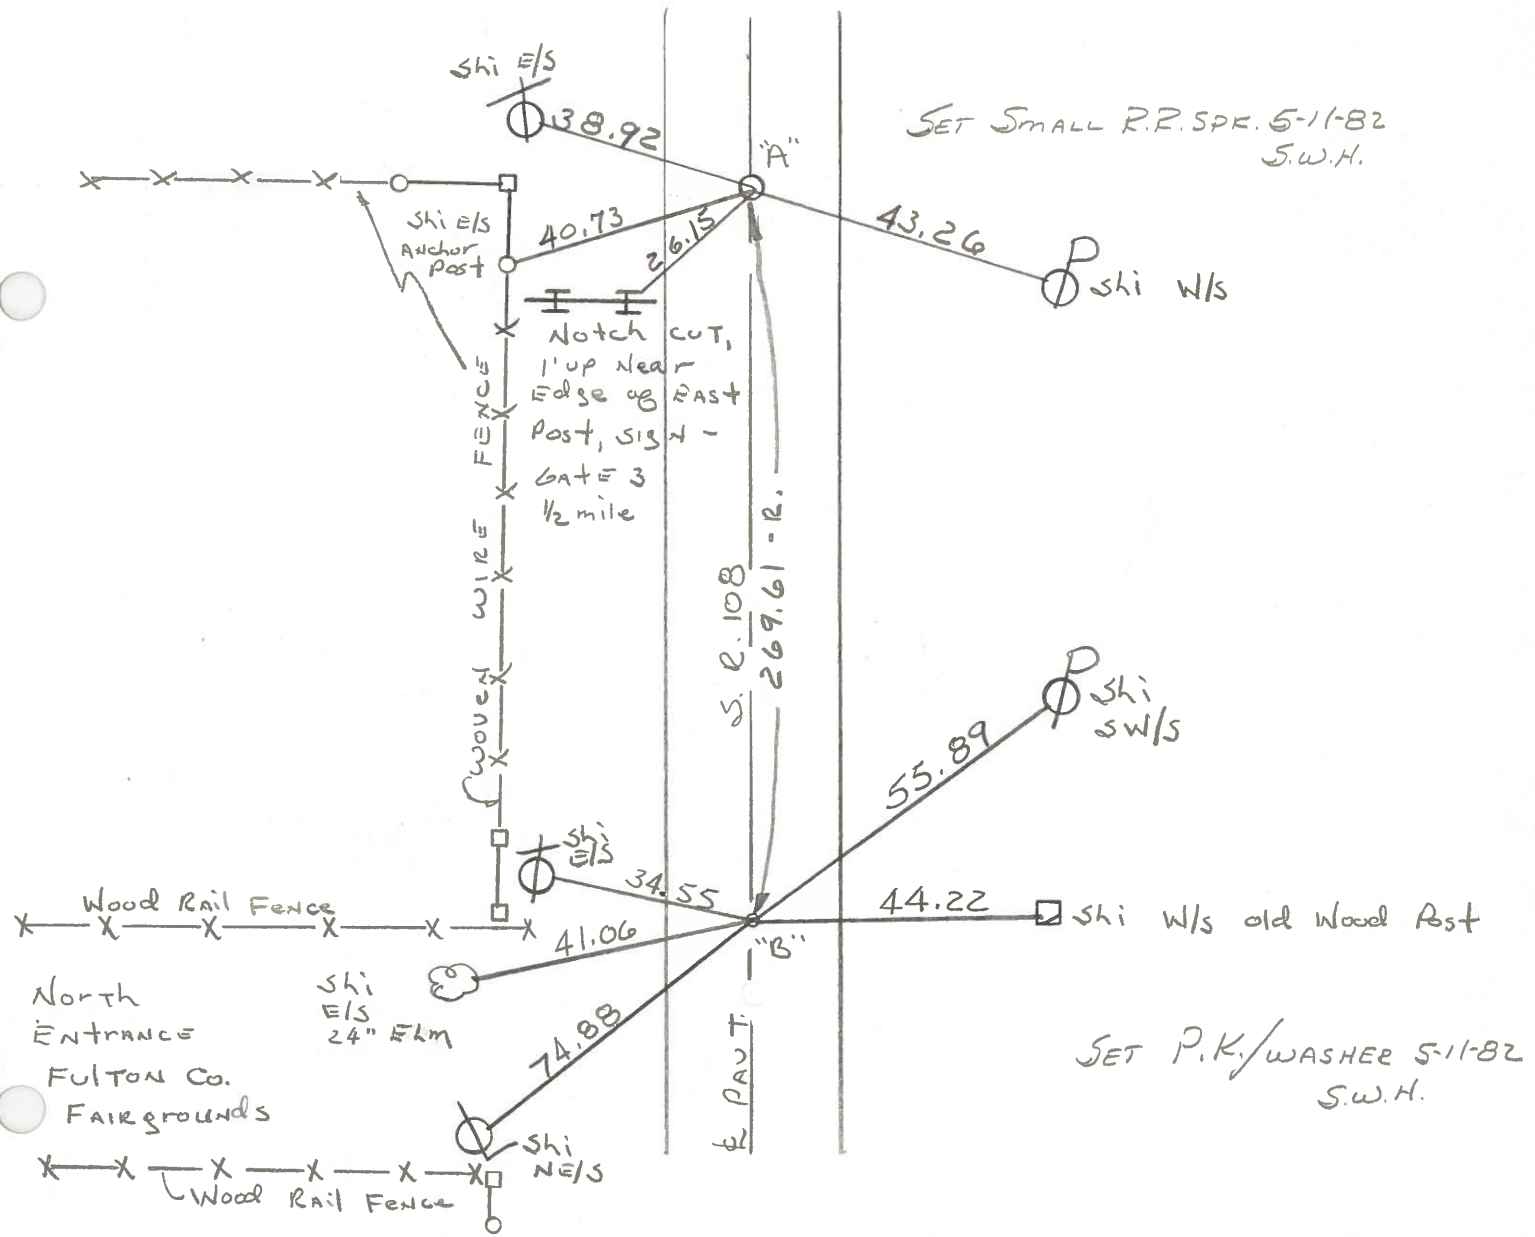 Shi E/S
38.92
"A"
SET SMALL R.R. SPK. 5-11-82
S.W.H.
Shi E/S
Anchor
Post
40.73
26.15
43.26
Shi W/S
Notch CUT,
1' up Near
Edge of EAST
Post, SIGN -
GATE 3
1/2 mile
WOVEN WIRE FENCE
S. R. 108
269.61 - R.
Shi
SW/S
55.89
Shi
E/S
34.55
44.22
Shi W/S old Wood Post
Wood RAIL FENCE
41.06
"B"
North
ENTRANCE
FULTON Co.
FAIRgrounds
Shi
E/S
24" ELM
74.88
℄ PAVT.
SET P.K./WASHER 5-11-82
S.W.H.
Shi
NE/S
Wood RAIL FENCE